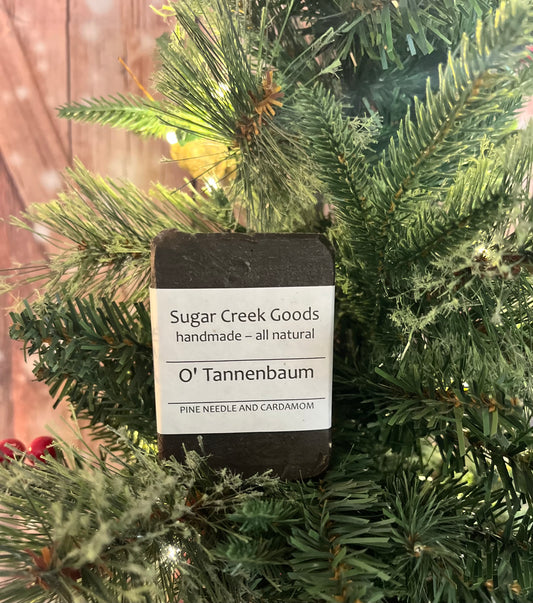 Sugar Creek Goods
handmade – all natural
O' Tannenbaum
PINE NEEDLE AND CARDAMOM